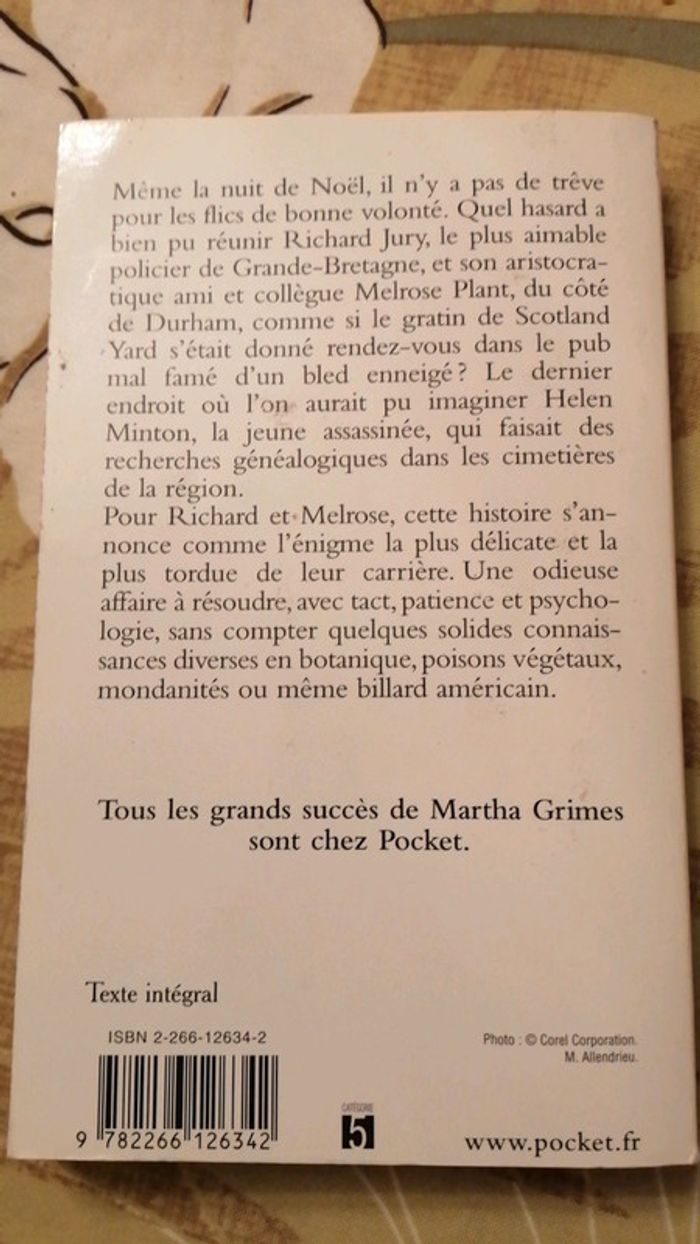 Même la nuit de Noël, il n'y a pas de trêve
pour les flics de bonne volonté. Quel hasard a
bien pu réunir Richard Jury, le plus aimable
policier de Grande-Bretagne, et son aristocra-
tique ami et collègue Melrose Plant, du côté
de Durham, comme si le gratin de Scotland
Yard s'était donné rendez-vous dans le pub
mal famé d'un bled enneigé ? Le dernier
endroit où l'on aurait pu imaginer Helen
Minton, la jeune assassinée, qui faisait des
recherches généalogiques dans les cimetières
de la région.
Pour Richard et Melrose, cette histoire s'an-
nonce comme l'énigme la plus délicate et la
plus tordue de leur carrière. Une odieuse
affaire à résoudre, avec tact, patience et psycho-
logie, sans compter quelques solides connais-
sances diverses en botanique, poisons végétaux,
mondanités ou même billard américain.
Tous les grands succès de Martha Grimes
sont chez Pocket.
Texte intégral
ISBN 2-266-12634-2
Photo : © Corel Corporation.
M. Allendrieu.
9 782266 126342
CATÉGORIE
5
www.pocket.fr